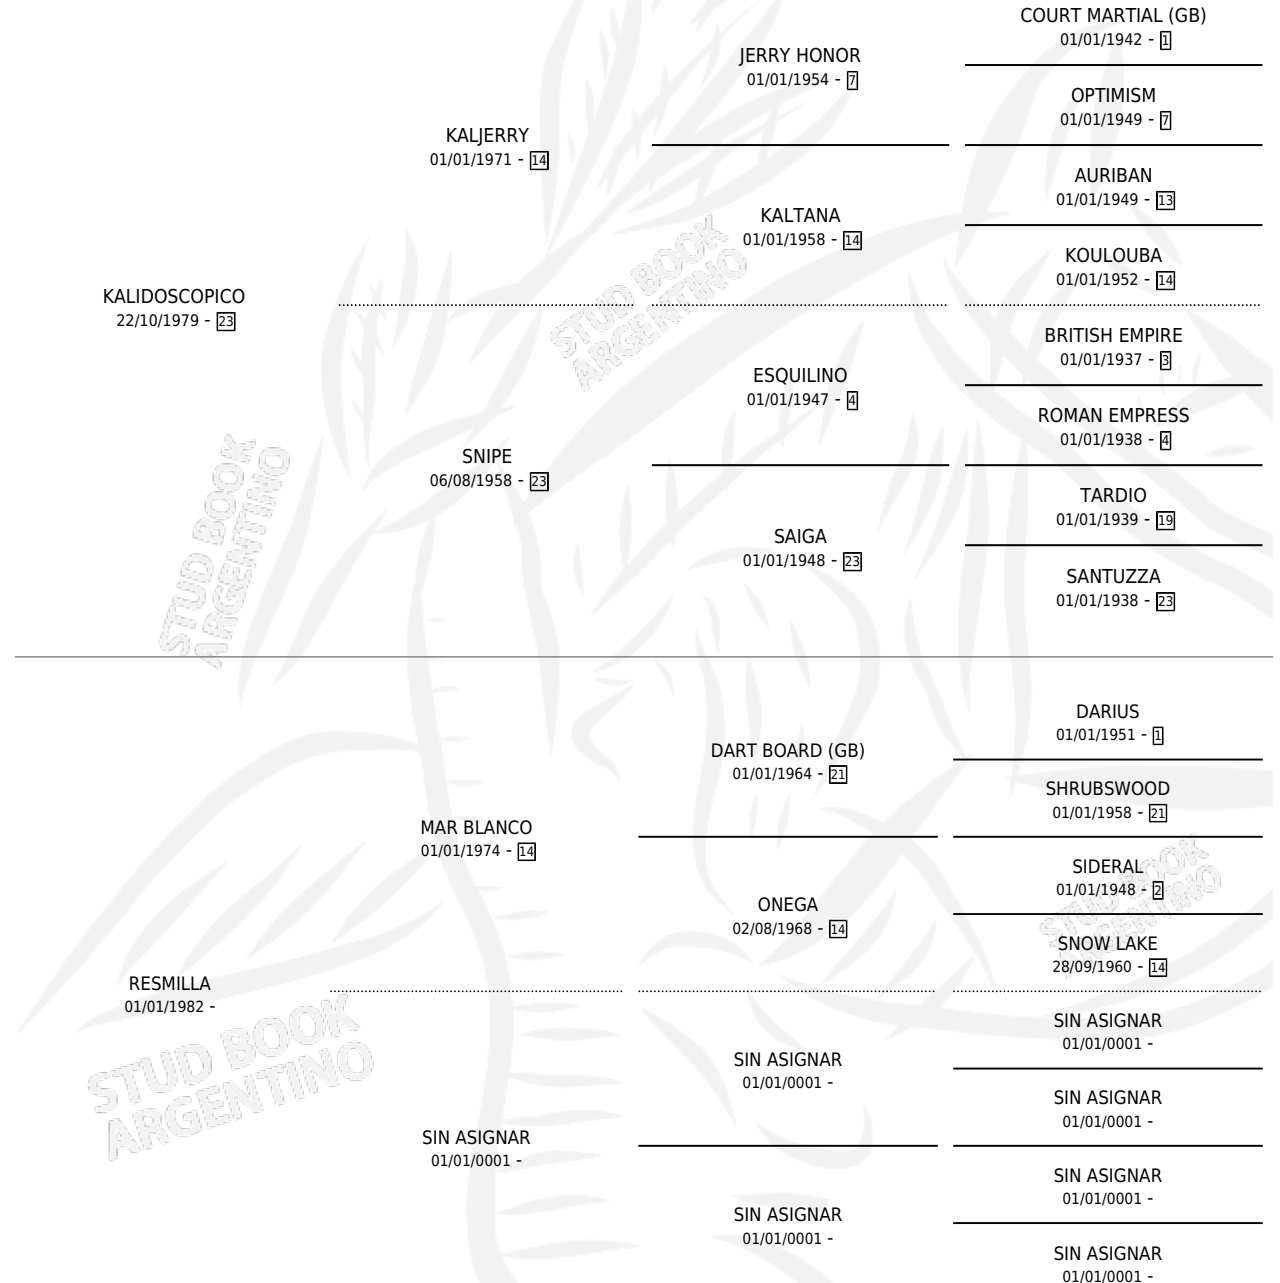 COURT MARTIAL (GB)
01/01/1942 - 1
JERRY HONOR
01/01/1954 - 7
OPTIMISM
01/01/1949 - 7
KALJERRY
01/01/1971 - 14
AURIBAN
01/01/1949 - 13
KALTANA
01/01/1958 - 14
KOULOUBA
01/01/1952 - 14
KALIDOSCOPICO
22/10/1979 - 23
STUD BOOK
ARGENTINO
BRITISH EMPIRE
01/01/1937 - 3
ESQUILINO
01/01/1947 - 4
ROMAN EMPRESS
01/01/1938 - 4
SNIPE
06/08/1958 - 23
TARDIO
01/01/1939 - 19
SAIGA
01/01/1948 - 23
SANTUZZA
01/01/1938 - 23
STUD BOOK
ARGENTINO
DARIUS
01/01/1951 - 1
DART BOARD (GB)
01/01/1964 - 21
SHRUBSWOOD
01/01/1958 - 21
MAR BLANCO
01/01/1974 - 14
SIDERAL
01/01/1948 - 2
ONEGA
02/08/1968 - 14
STUD BOOK
ARGENTINO
SNOW LAKE
28/09/1960 - 14
RESMILLA
01/01/1982 -
STUD BOOK
ARGENTINO
SIN ASIGNAR
01/01/0001 -
SIN ASIGNAR
01/01/0001 -
SIN ASIGNAR
01/01/0001 -
SIN ASIGNAR
01/01/0001 -
SIN ASIGNAR
01/01/0001 -
SIN ASIGNAR
01/01/0001 -
SIN ASIGNAR
01/01/0001 -